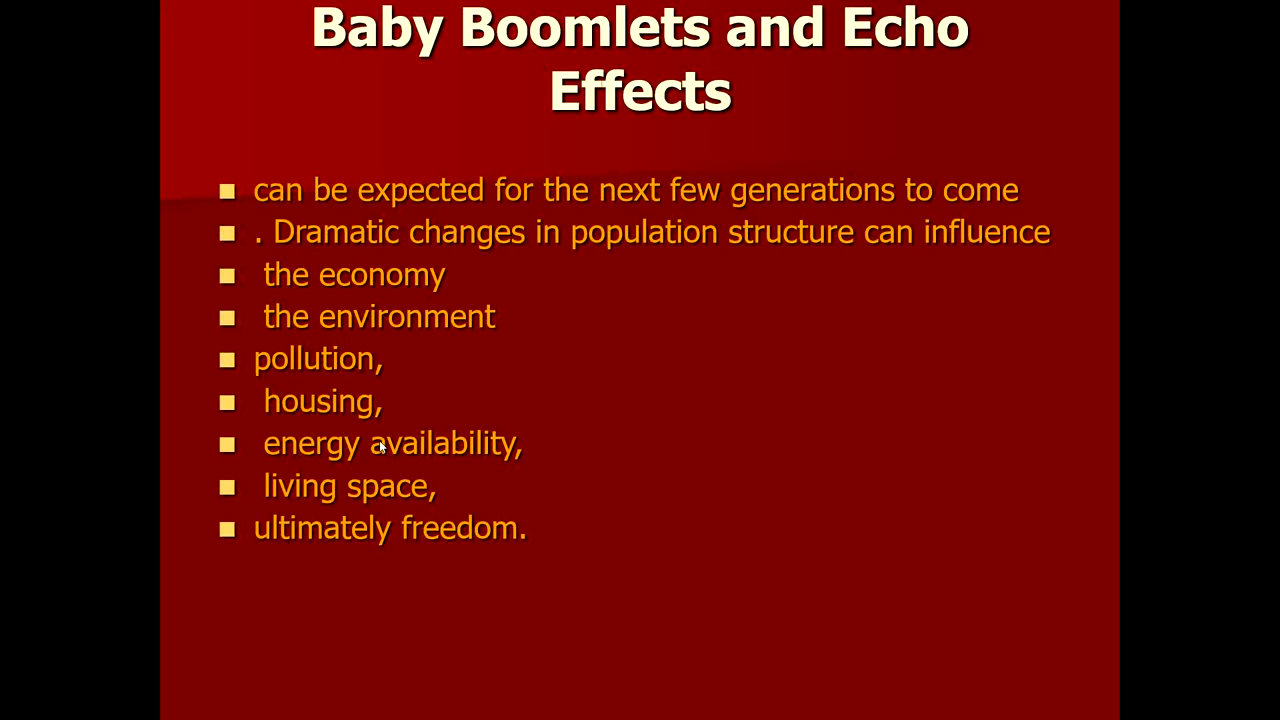 Baby Boomlets and Echo
Effects
can be expected for the next few generations to come
. Dramatic changes in population structure can influence
the economy
the environment
pollution,
housing,
energy availability,
living space,
ultimately freedom.